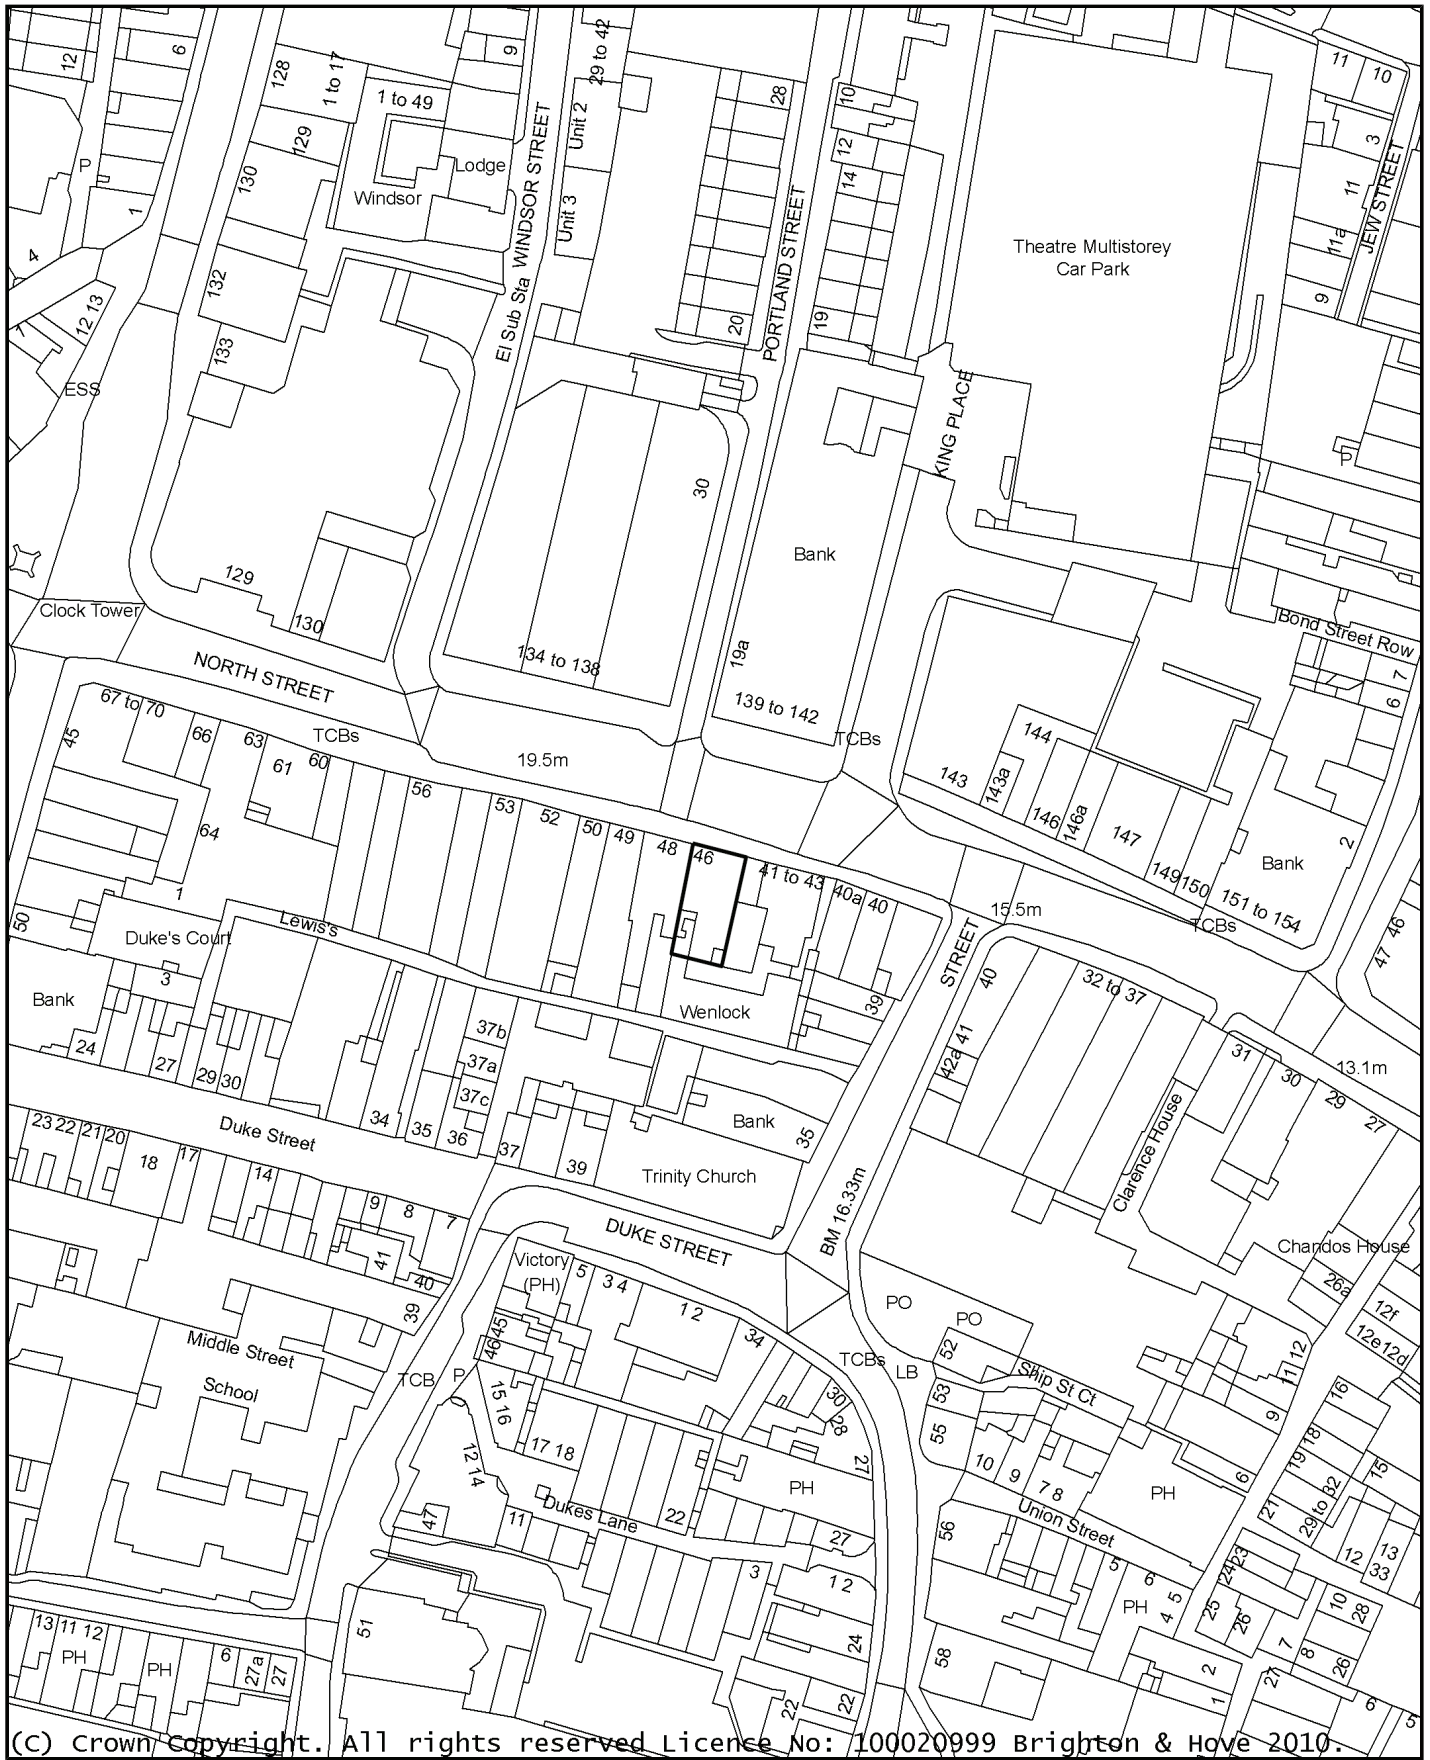 12
6
128
1 to 17
9
29 to 42
11
10
1 to 49
28
10
Unit 2
129
12
3
P
Lodge
130
14
11
Windsor
1
WINDSOR STREET
Unit 3
PORTLAND STREET
JEW STREET
Theatre Multistorey
Car Park
11a
4
132
9
12 13
El Sub Sta
20
19
7
133
ESS
KING PLACE
30
P
Bank
129
Clock Tower
130
Bond Street Row
NORTH STREET
134 to 138
19a
7
6
139 to 142
67 to 70
66
63
TCBs
TCBs
144
45
61
60
19.5m
143
143a
56
53
52
50
49
48
46
146
146a
147
2
64
41 to 43
40a
40
149
150
Bank
151 to 154
1
50
Duke's Court
Lewis's
15.5m
TCBs
46
47
STREET
3
40
32 to 37
Bank
Wenlock
39
37b
41
24
27
29
30
37a
42a
31
13.1m
37c
30
29
27
34
35
36
Bank
35
Clarence House
23
22
21
20
Duke Street
18
17
37
39
Trinity Church
14
9
8
7
BM 16.33m
DUKE STREET
41
40
Victory
(PH)
5
3 4
Chandos House
26a
39
1 2
PO
PO
12f
12e
12d
45
46
34
Middle Street
School
TCBs
LB
52
11 12
TCB
P
Ship St Ct
15 16
30
28
53
16
9
55
18
19
17 18
12 14
27
10
9
7 8
6
15
PH
PH
47
Dukes Lane
11
22
21
29 to 32
27
56
Union Street
12
13
33
23
24
3
1 2
5
6
PH
4 5
25
26
10
28
13
11 12
51
24
PH
PH
6
27a
27
58
7
8
26
2
1
27
22
22
6
5
(c) Crown Copyright. All rights reserved Licence No: 100020999 Brighton & Hove 2010.